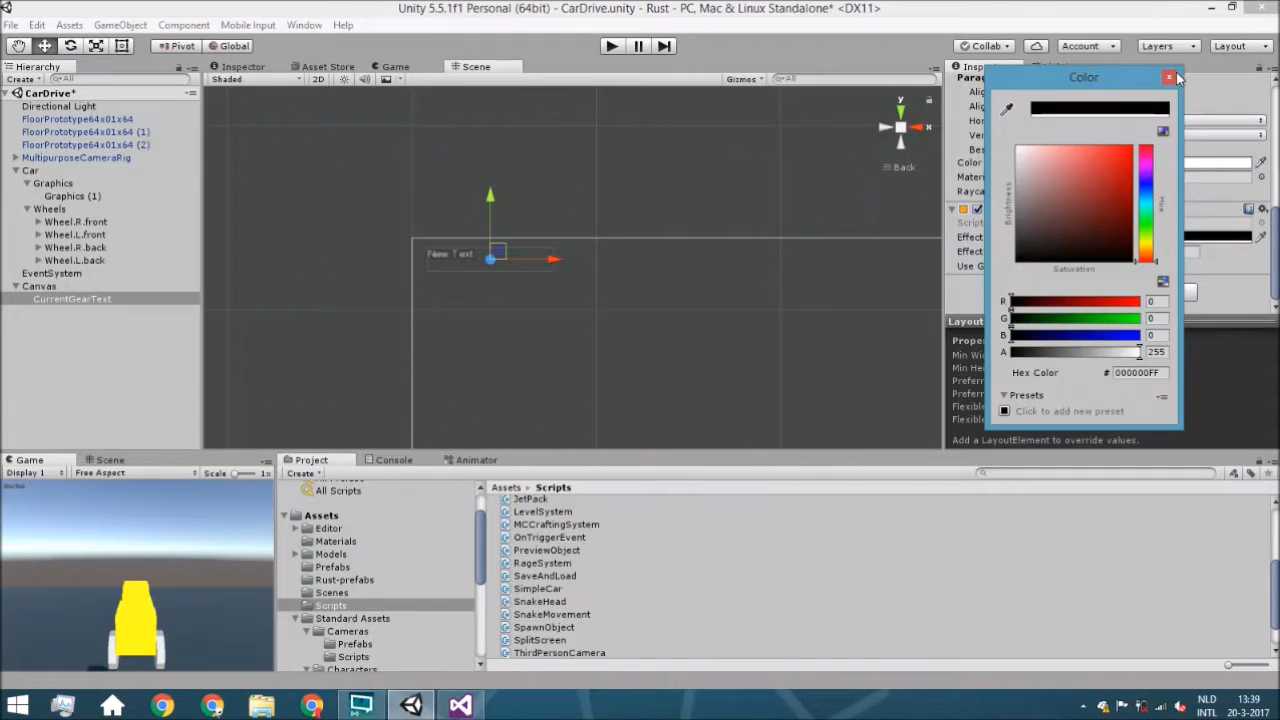 Unity 5.5.1f1 Personal (64bit) - CarDrive.unity - Rust - PC, Mac & Linux Standalone* <DX11>
File Edit Assets GameObject Component Mobile Input Window Help
Pivot Global Collab Account Layers Layout
Hierarchy Inspector Asset Store Game Scene
Create All Shaded 2D Gizmos All
CarDrive*
Directional Light
FloorPrototype64x01x64
FloorPrototype64x01x64 (1)
FloorPrototype64x01x64 (2)
MultipurposeCameraRig
Car
Graphics
Graphics (1)
Wheels
Wheel.R.front
Wheel.L.front
Wheel.R.back
Wheel.L.back
EventSystem
Canvas
CurrentGearText
y
x
Back
New Text
Color
Brightness
Hue
Saturation
R 0
G 0
B 0
A 255
Hex Color # 000000FF
Presets
Click to add new preset
Color
Script
Use G
Layout
Min Wi
Add a LayoutElement to override values.
Game Scene
Display 1 Free Aspect Scale 1x
Project Console Animator
Create
All Scripts
Assets
Editor
Materials
Models
Prefabs
Rust-prefabs
Scenes
Scripts
Standard Assets
Cameras
Prefabs
Scripts
Characters
Assets Scripts
JetPack
LevelSystem
MCCraftingSystem
OnTriggerEvent
PreviewObject
RageSystem
SaveAndLoad
SimpleCar
SnakeHead
SnakeMovement
SpawnObject
SplitScreen
ThirdPersonCamera
NLD
INTL
13:39
20-3-2017